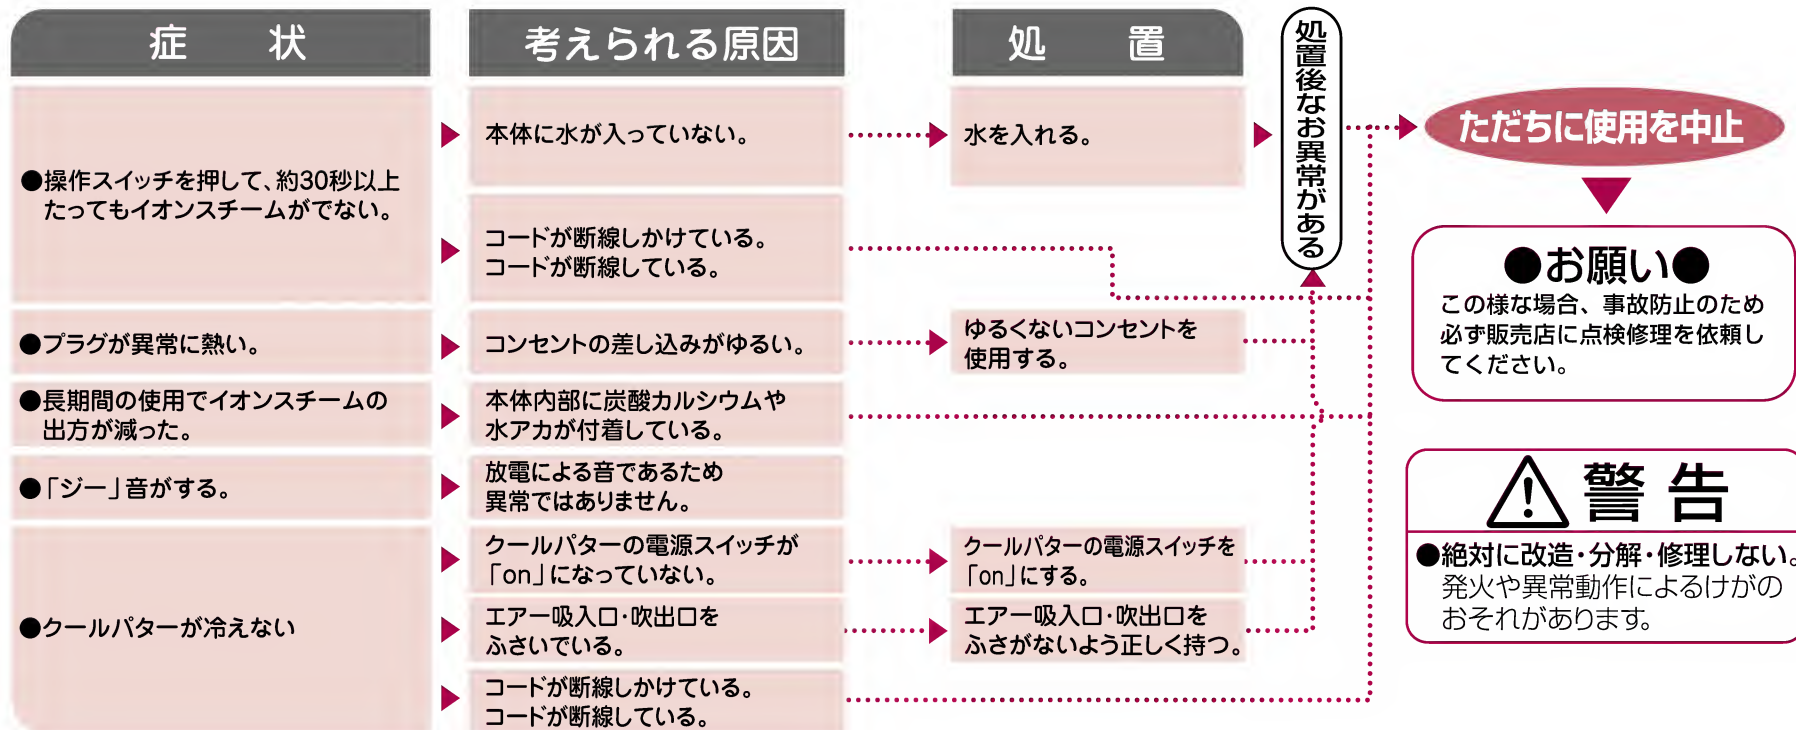 症 状
考えられる原因
処 置
処置後なお異常がある
●操作スイッチを押して、約30秒以上
たってもイオンスチームがでない。
本体に水が入っていない。
水を入れる。
コードが断線しかけている。
コードが断線している。
●プラグが異常に熱い。
コンセントの差し込みがゆるい。
ゆるくないコンセントを
使用する。
●長期間の使用でイオンスチームの
出方が減った。
本体内部に炭酸カルシウムや
水アカが付着している。
●「ジー」音がする。
放電による音であるため
異常ではありません。
●クールパターが冷えない
クールパターの電源スイッチが
「on」になっていない。
クールパターの電源スイッチを
「on」にする。
エアー吸入口・吹出口を
ふさいでいる。
エアー吸入口・吹出口を
ふさがないよう正しく持つ。
コードが断線しかけている。
コードが断線している。
ただちに使用を中止
●お願い●
この様な場合、事故防止のため
必ず販売店に点検修理を依頼し
てください。
警告
●絶対に改造・分解・修理しない。
発火や異常動作によるけがの
おそれがあります。